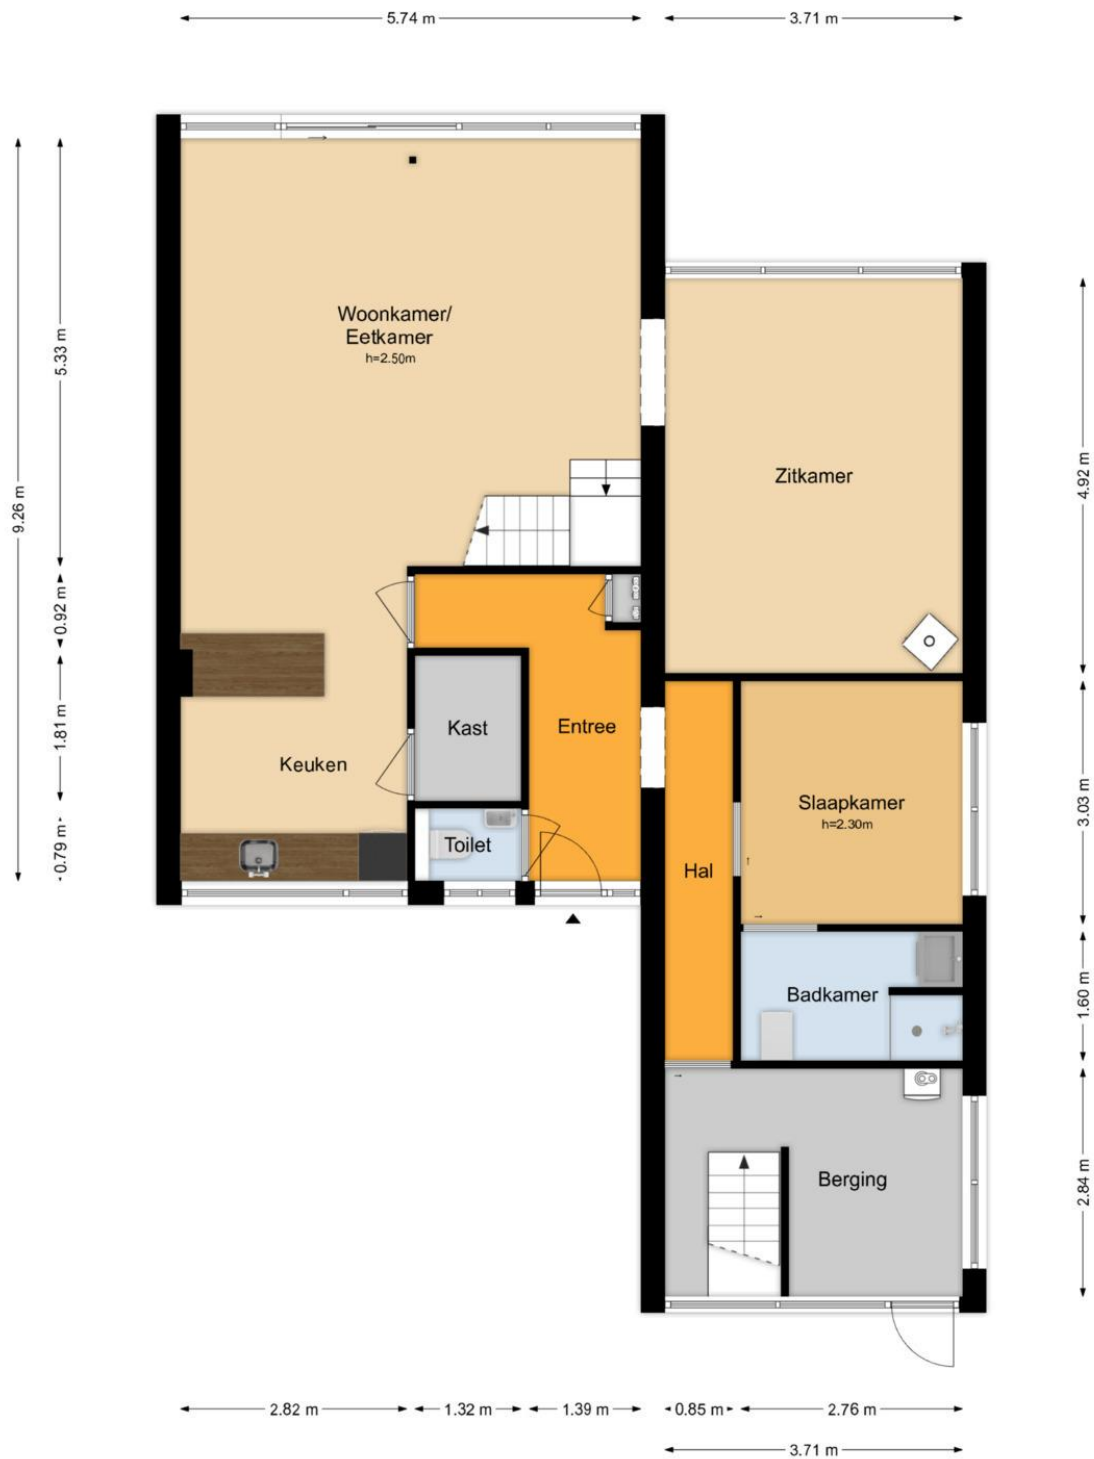 5.74 m
3.71 m
Woonkamer/
Eetkamer
h=2.50m
5.33 m
9.26 m
4.92 m
Zitkamer
0.92 m
Kast
Entree
1.81 m
Keuken
Slaapkamer
h=2.30m
3.03 m
Toilet
0.79 m
Hal
Badkamer
1.60 m
Berging
2.84 m
2.82 m
1.32 m
1.39 m
0.85 m
2.76 m
3.71 m